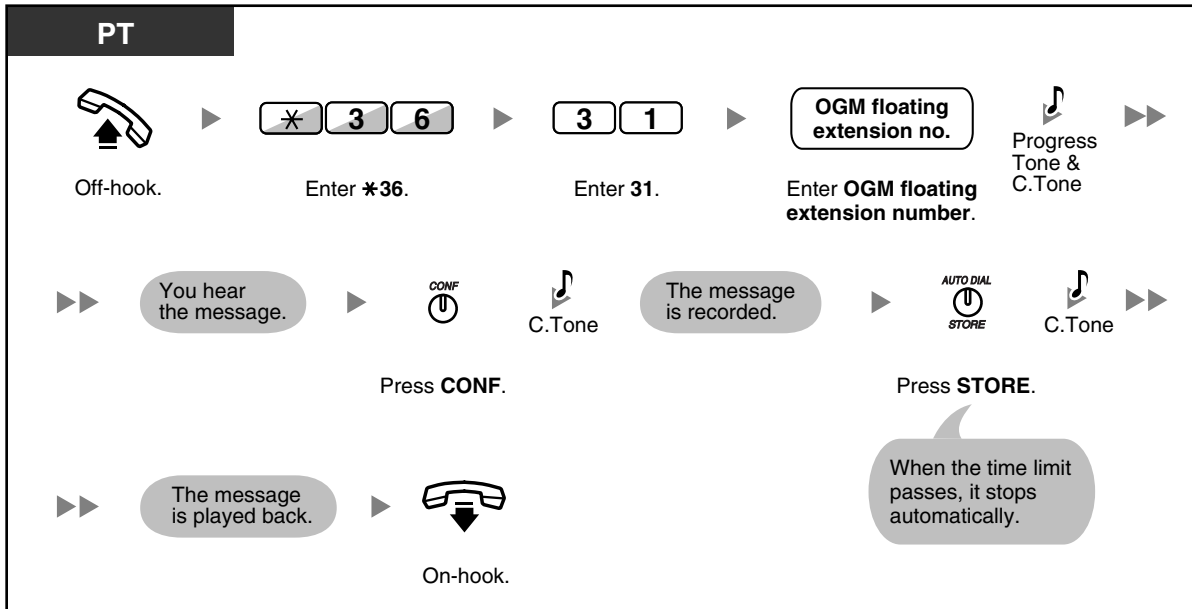 PT
✳ 3 6
3 1
OGM floating
extension no.
Progress
Tone &
C.Tone
Off-hook.
Enter ✳36.
Enter 31.
Enter OGM floating
extension number.
You hear
the message.
CONF
C.Tone
The message
is recorded.
AUTO DIAL
STORE
C.Tone
Press CONF.
Press STORE.
When the time limit
passes, it stops
automatically.
The message
is played back.
On-hook.